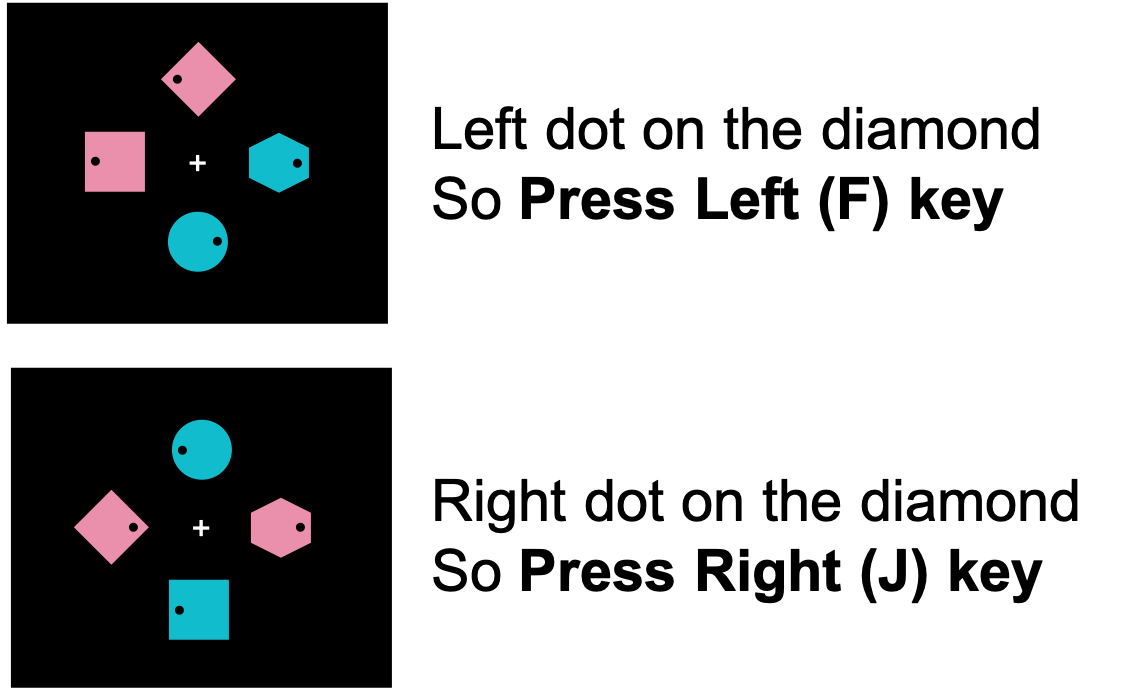 Left dot on the diamond
So Press Left (F) key
Right dot on the diamond
So Press Right (J) key